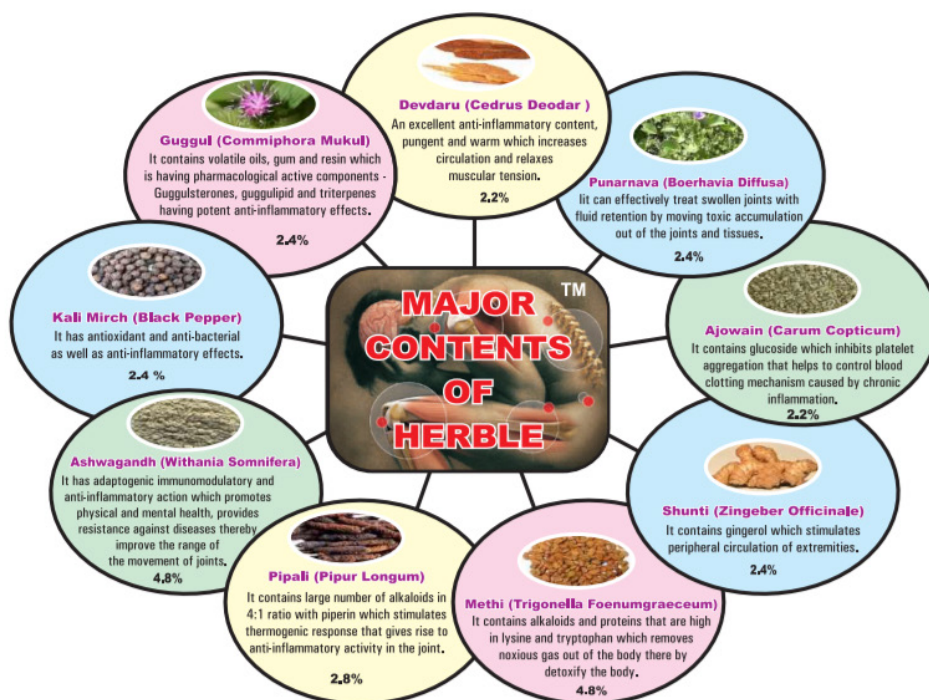 Devdaru (Cedrus Deodar )
An excellent anti-inflammatory content,
pungent and warm which increases
circulation and relaxes
muscular tension.
2.2%
Guggul (Commiphora Mukul)
It contains volatile oils, gum and resin which
is having pharmacological active components -
Guggulsterones, guggulipid and triterpenes
having potent anti-inflammatory effects.
2.4%
Punarnava (Boerhavia Diffusa)
Iit can effectively treat swollen joints with
fluid retention by moving toxic accumulation
out of the joints and tissues.
2.4%
Kali Mirch (Black Pepper)
It has antioxidant and anti-bacterial
as well as anti-inflammatory effects.
2.4 %
MAJOR
CONTENTS
OF
HERBLE
TM
Ajowain (Carum Copticum)
It contains glucoside which inhibits platelet
aggregation that helps to control blood
clotting mechanism caused by chronic
inflammation.
2.2%
Ashwagandh (Withania Somnifera)
It has adaptogenic immunomodulatory and
anti-inflammatory action which promotes
physical and mental health, provides
resistance against diseases thereby
improve the range of
the movement of joints.
4.8%
Shunti (Zingeber Officinale)
It contains gingerol which stimulates
peripheral circulation of extremities.
2.4%
Pipali (Pipur Longum)
It contains large number of alkaloids in
4:1 ratio with piperin which stimulates
thermogenic response that gives rise to
anti-inflammatory activity in the joint.
2.8%
Methi (Trigonella Foenumgraeceum)
It contains alkaloids and proteins that are high
in lysine and tryptophan which removes
noxious gas out of the body there by
detoxify the body.
4.8%